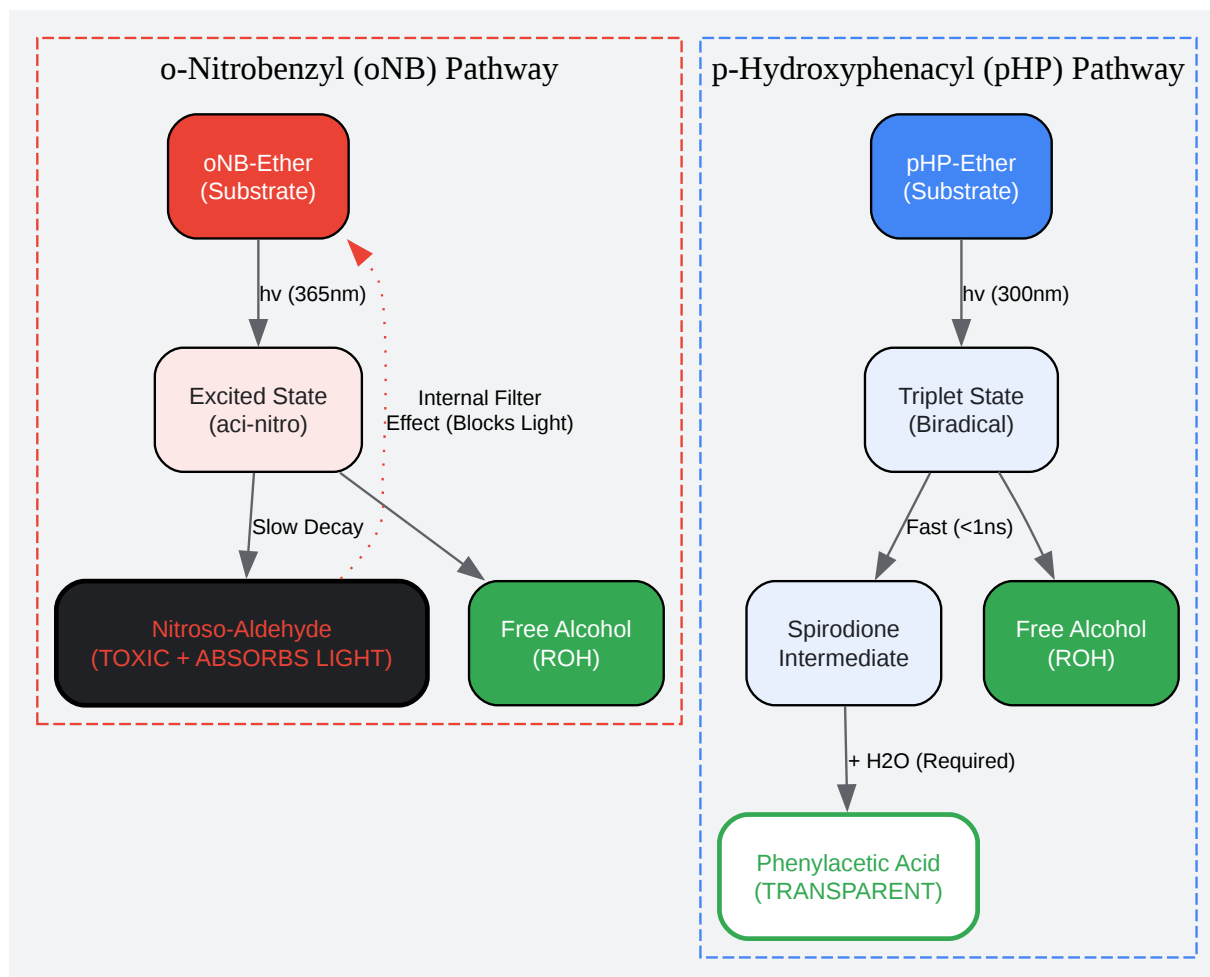 o-Nitrobenzyl (oNB) Pathway
oNB-Ether
(Substrate)
hv (365nm)
Excited State
(aci-nitro)
Internal Filter
Effect (Blocks Light)
Slow Decay
Nitroso-Aldehyde
(TOXIC + ABSORBS LIGHT)
Free Alcohol
(ROH)
p-Hydroxyphenacyl (pHP) Pathway
pHP-Ether
(Substrate)
hv (300nm)
Triplet State
(Biradical)
Fast (<1ns)
Spirodione
Intermediate
Free Alcohol
(ROH)
+ H2O (Required)
Phenylacetic Acid
(TRANSPARENT)